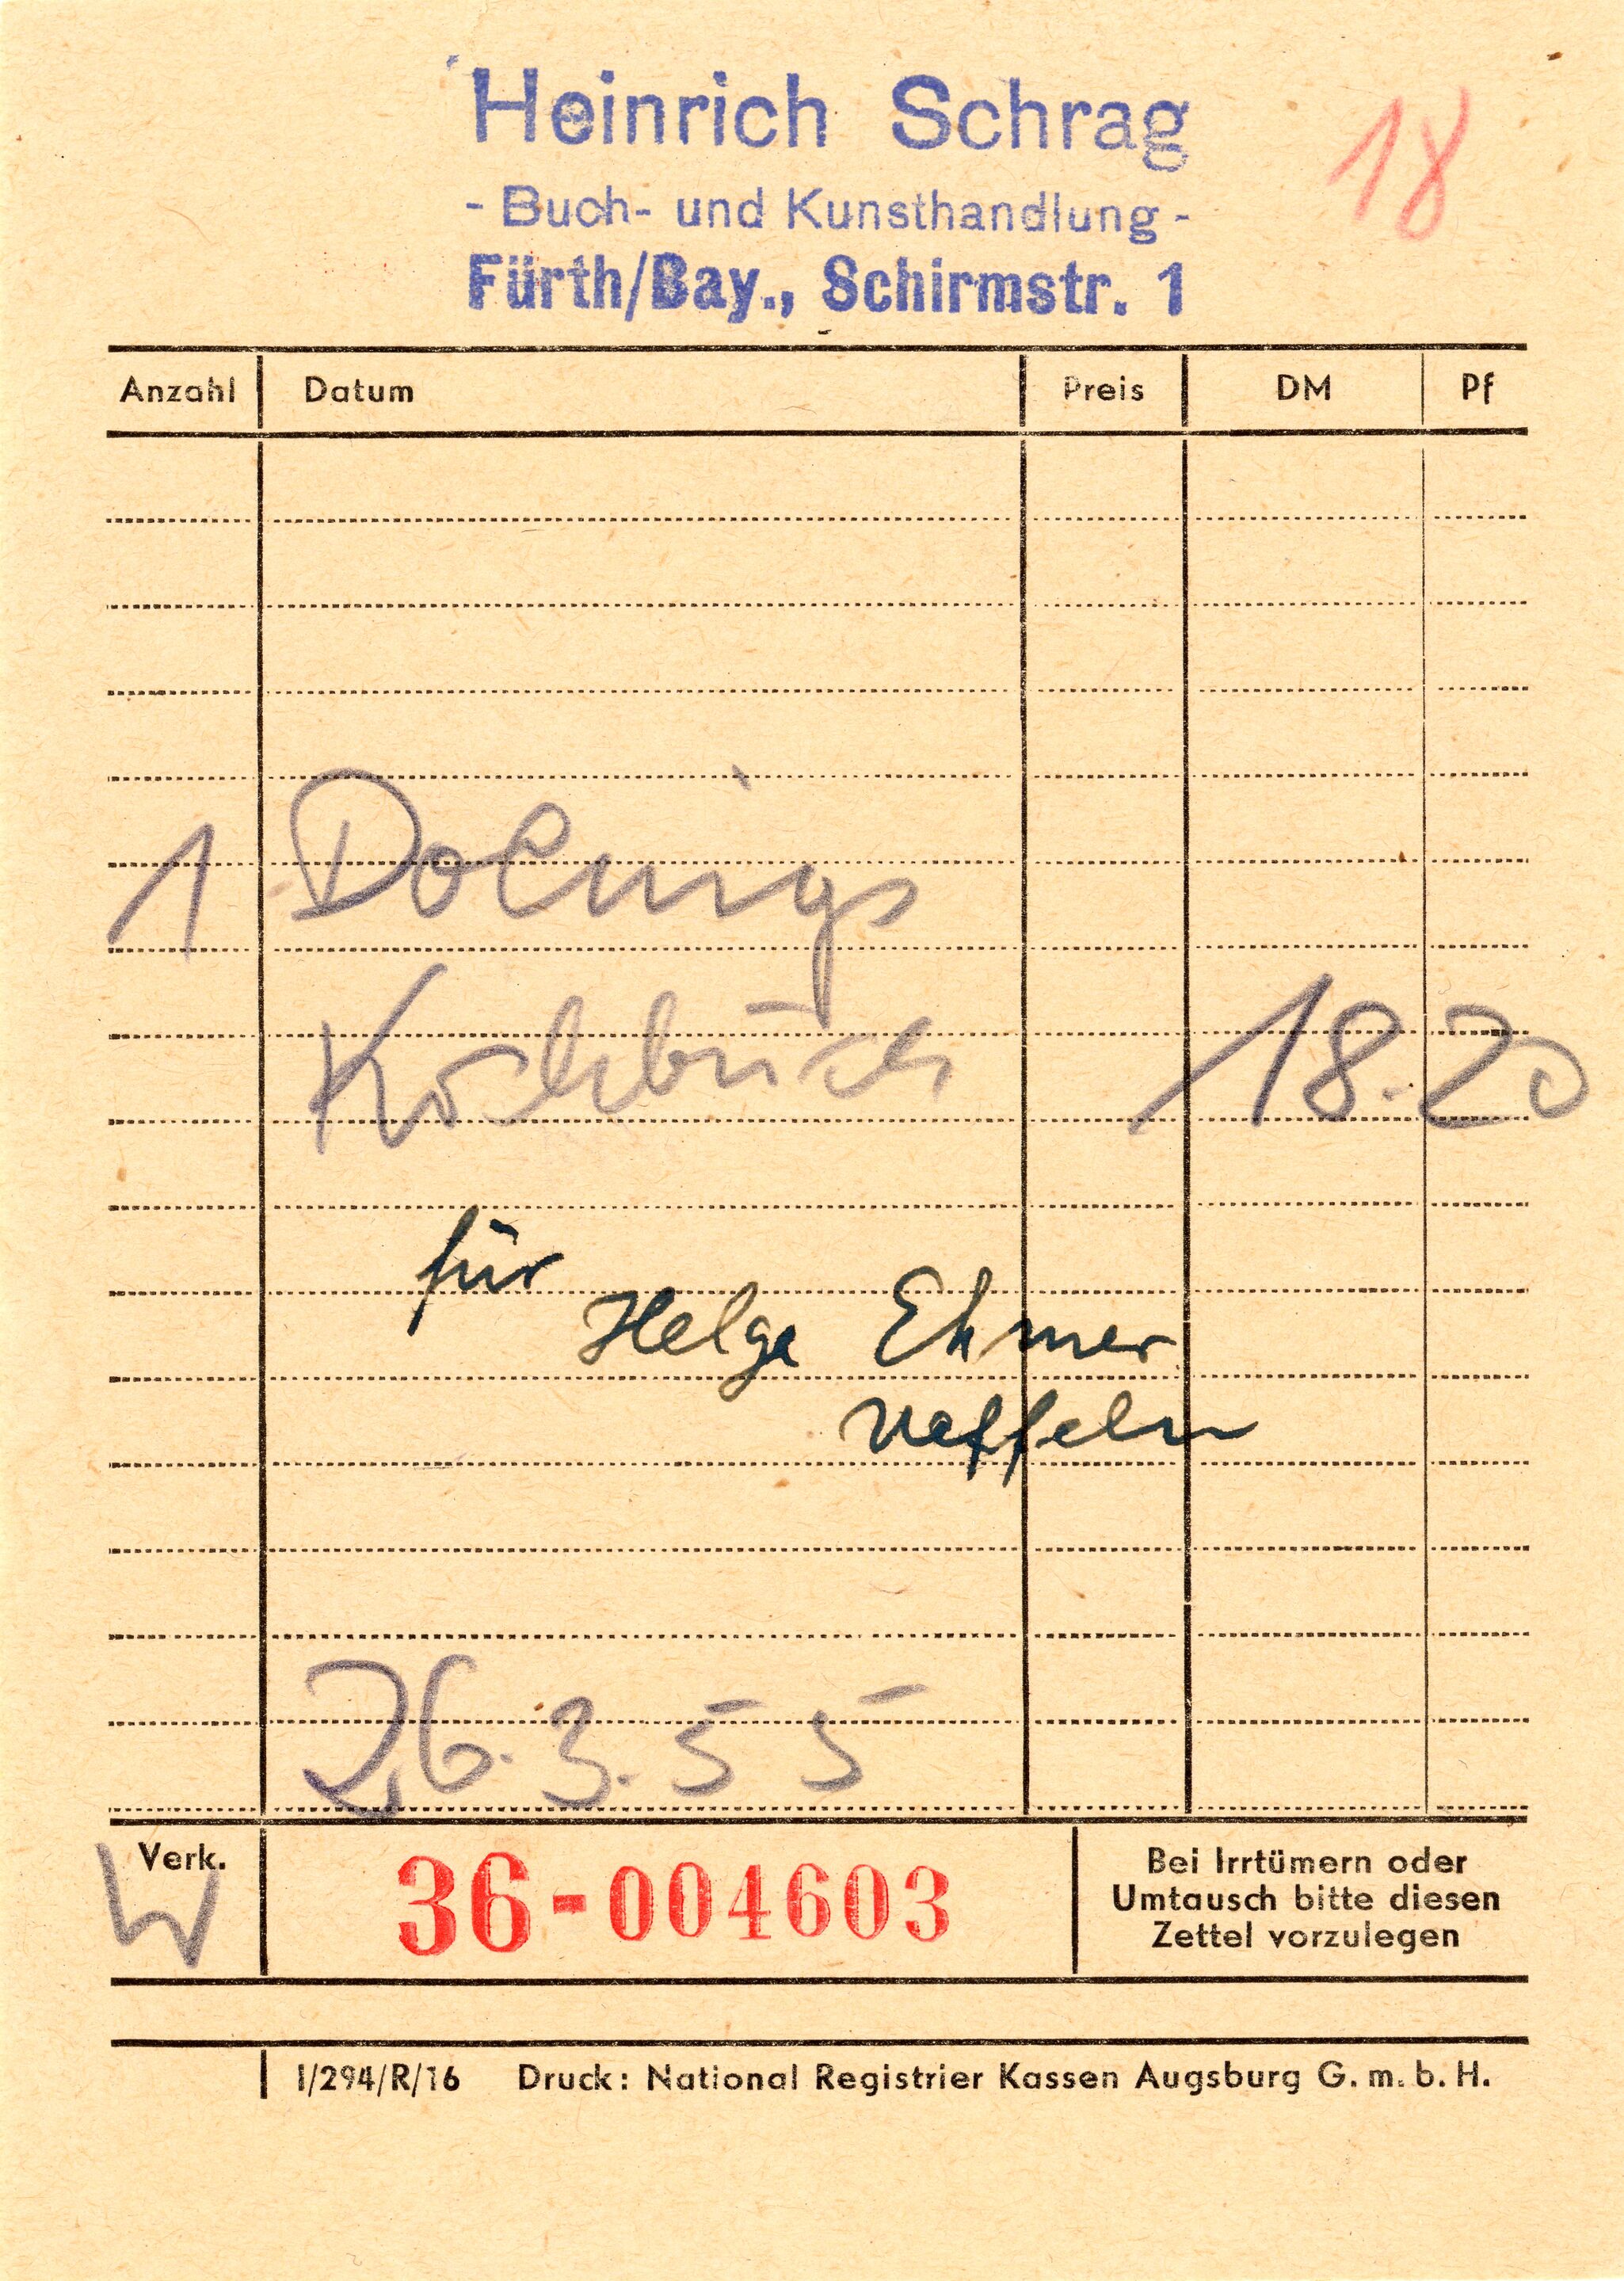 Heinrich Schrag
18
- Buch- und Kunsthandlung -
Fürth/Bay., Schirmstr. 1
Anzahl Datum Preis DM Pf
1
Kochbuch 18.20
für
Helga Ehmer
26.3.55
Verk.
W
36-004603
Bei Irrtümern oder
Umtausch bitte diesen
Zettel vorzulegen
I/294/R/16 Druck: National Registrier Kassen Augsburg G.m.b.H.